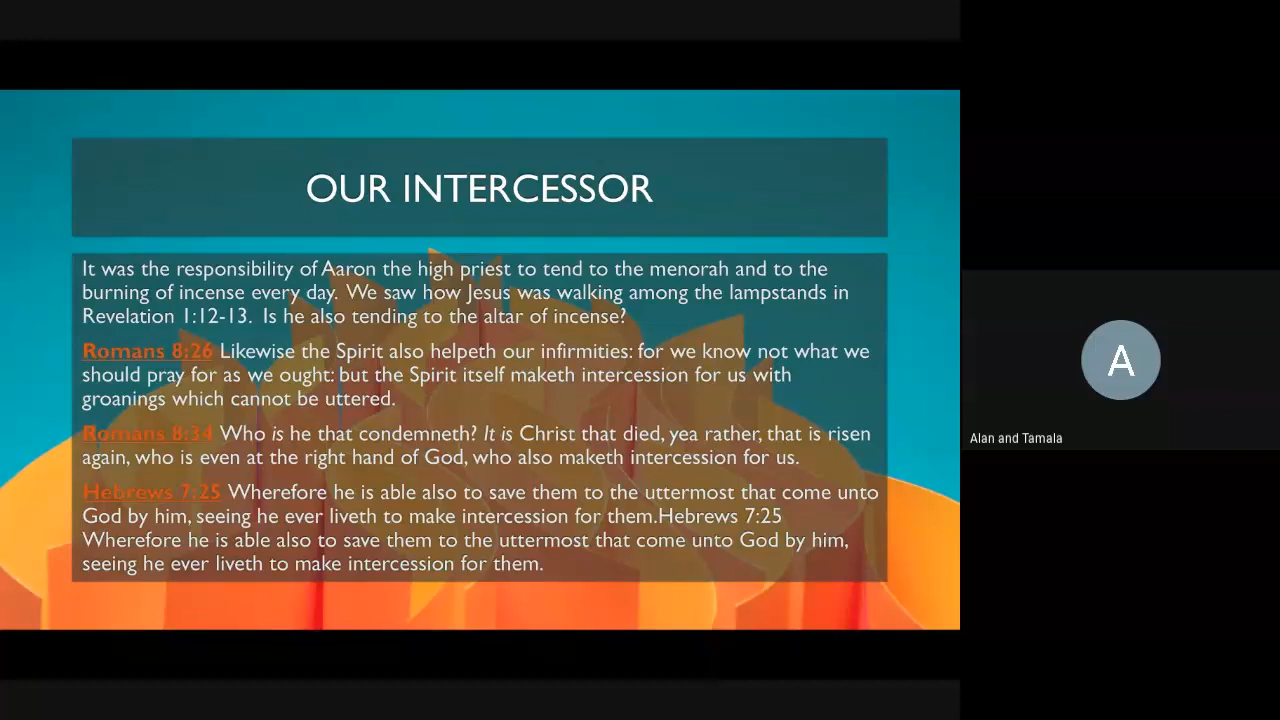 OUR INTERCESSOR
It was the responsibility of Aaron the high priest to tend to the menorah and to the
burning of incense every day. We saw how Jesus was walking among the lampstands in
Revelation 1:12-13. Is he also tending to the altar of incense?
Romans 8:26 Likewise the Spirit also helpeth our infirmities: for we know not what we
should pray for as we ought: but the Spirit itself maketh intercession for us with
groanings which cannot be uttered.
Romans 8:34 Who is he that condemneth? It is Christ that died, yea rather, that is risen
again, who is even at the right hand of God, who also maketh intercession for us.
Hebrews 7:25 Wherefore he is able also to save them to the uttermost that come unto
God by him, seeing he ever liveth to make intercession for them.Hebrews 7:25
Wherefore he is able also to save them to the uttermost that come unto God by him,
seeing he ever liveth to make intercession for them.
A
Alan and Tamala